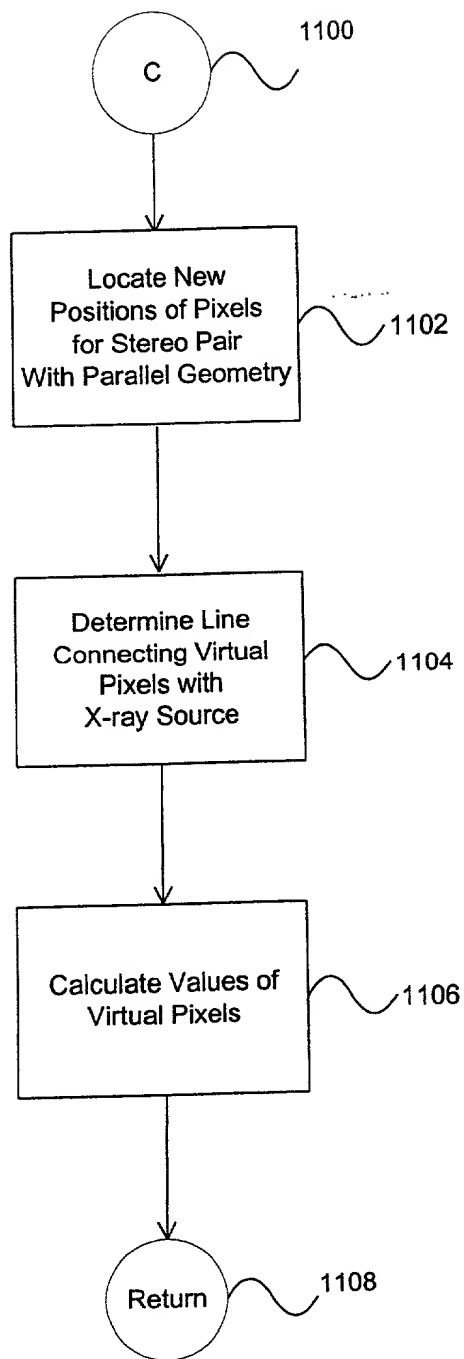 1100
C
Locate New
Positions of Pixels
for Stereo Pair
With Parallel Geometry
1102
Determine Line
Connecting Virtual
Pixels with
X-ray Source
1104
Calculate Values of
Virtual Pixels
1106
Return
1108